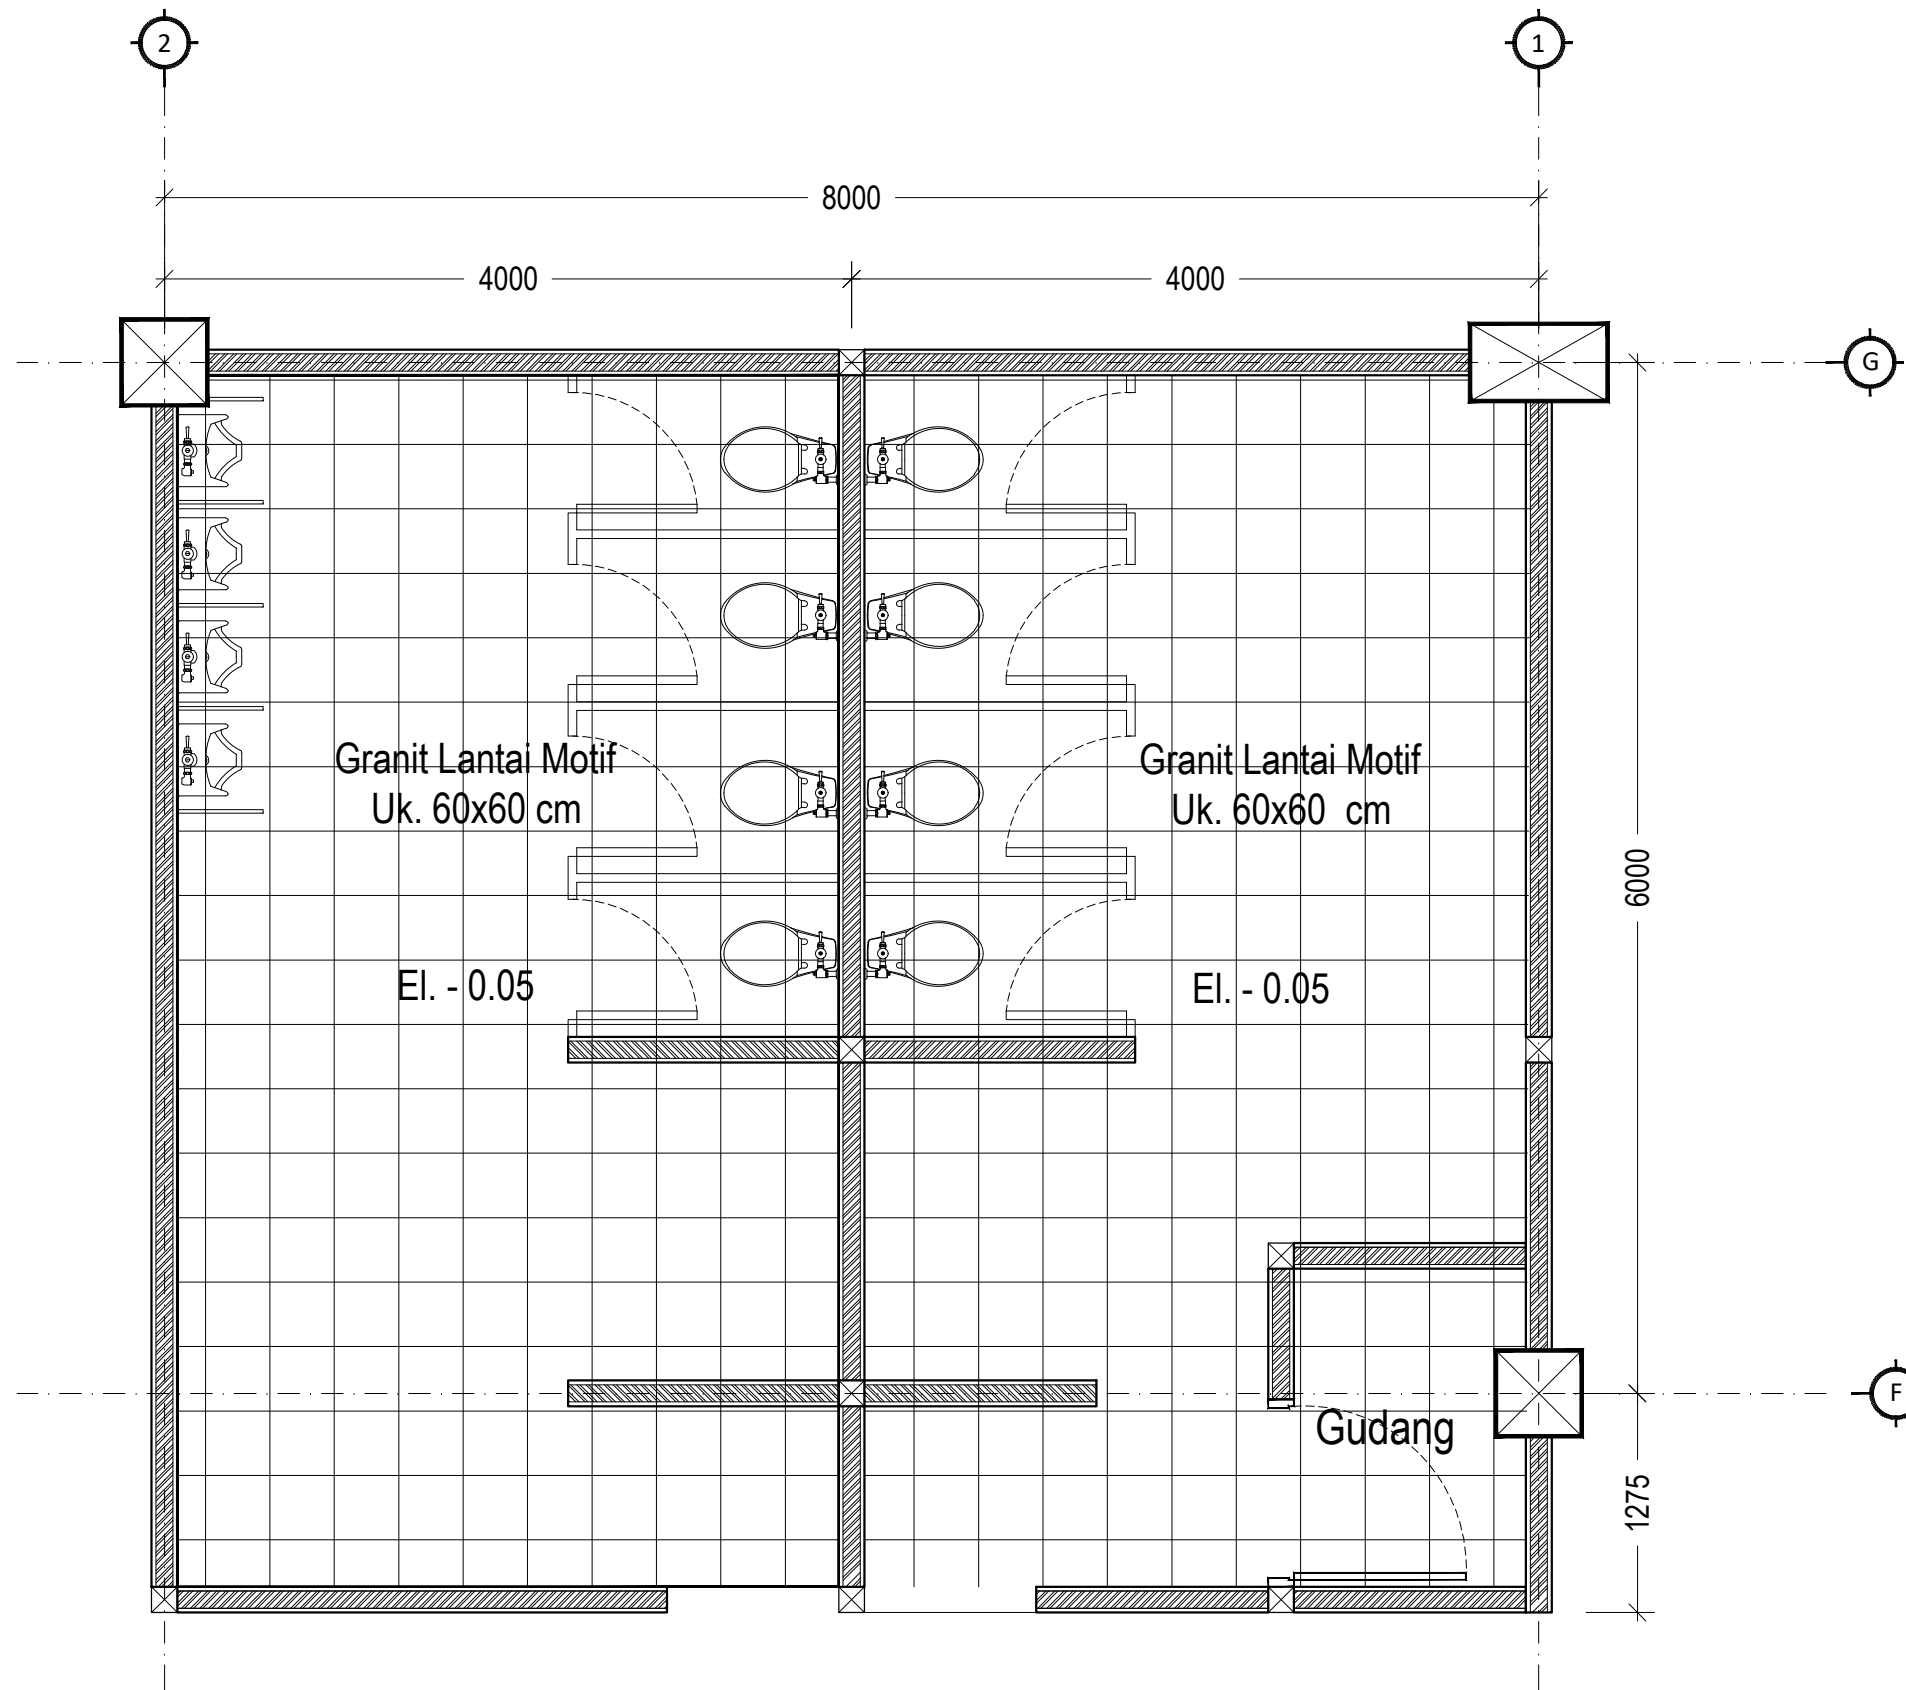 2
1
8000
4000
4000
G
Granit Lantai Motif
Uk. 60x60 cm
Granit Lantai Motif
Uk. 60x60 cm
6000
El. - 0.05
El. - 0.05
F
Gudang
1275